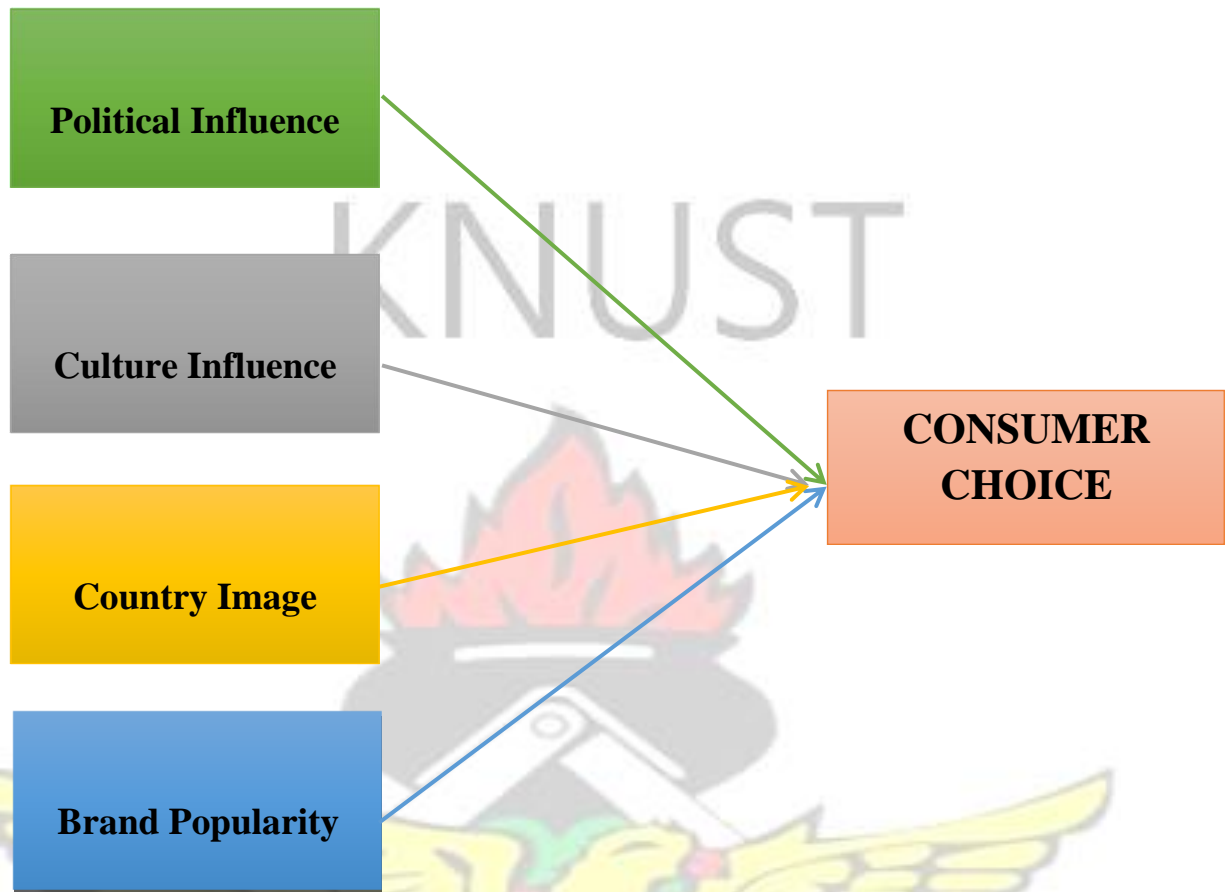 Political Influence
KNUST
Culture Influence
CONSUMER
CHOICE
Country Image
Brand Popularity